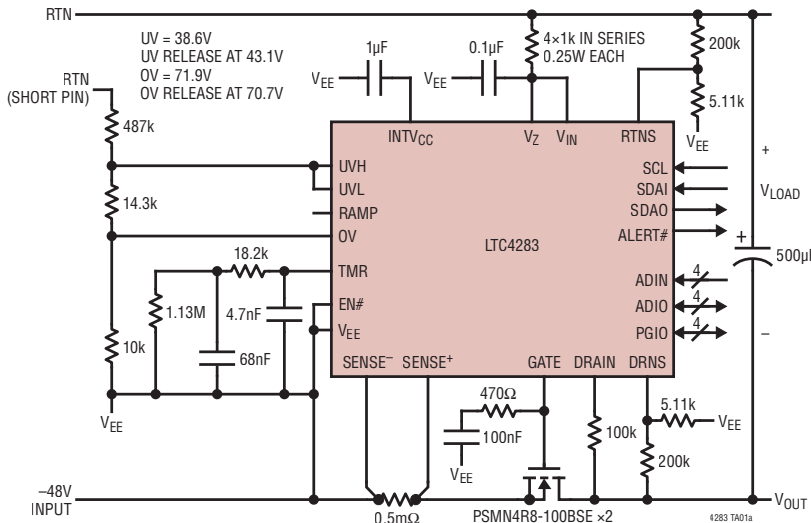 RTN
UV = 38.6V
UV RELEASE AT 43.1V
OV = 71.9V
OV RELEASE AT 70.7V
1µF
0.1µF
4×1k IN SERIES
0.25W EACH
200k
RTN
(SHORT PIN)
VEE
VEE
5.11k
487k
VEE
INTVCC
VZ
VIN
RTNS
UVH
UVL
RAMP
OV
TMR
EN#
VEE
LTC4283
SCL
SDAI
SDAO
ALERT#
ADIN
4
ADIO
4
PGIO
4
+
VLOAD
–
+
500µ
14.3k
18.2k
1.13M
4.7nF
10k
68nF
VEE
SENSE–
SENSE+
GATE
DRAIN
DRNS
470Ω
100nF
VEE
100k
5.11k
VEE
200k
–48V
INPUT
0.5mΩ
PSMN4R8-100BSE ×2
VOUT
4283 TA01a